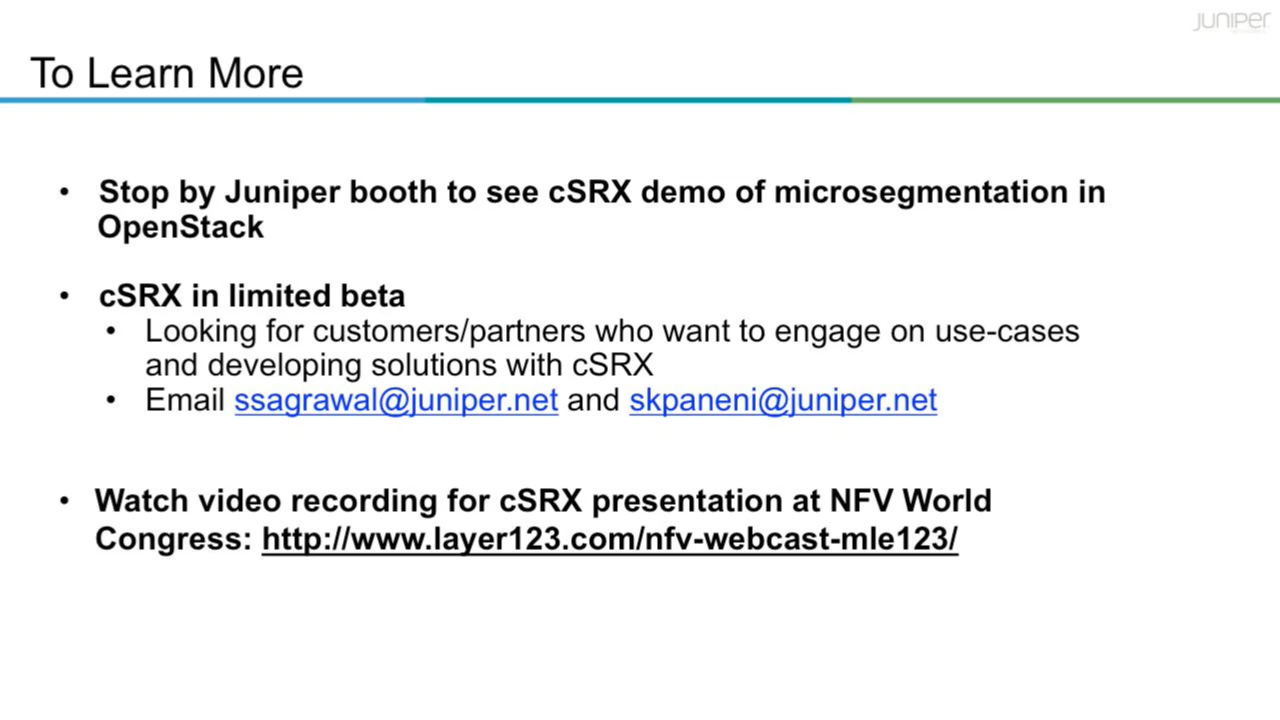 JUNIPER
To Learn More
• Stop by Juniper booth to see cSRX demo of microsegmentation in
OpenStack
• cSRX in limited beta
• Looking for customers/partners who want to engage on use-cases
and developing solutions with cSRX
• Email ssagrawal@juniper.net and skpaneni@juniper.net
• Watch video recording for cSRX presentation at NFV World
Congress: http://www.layer123.com/nfv-webcast-mle123/